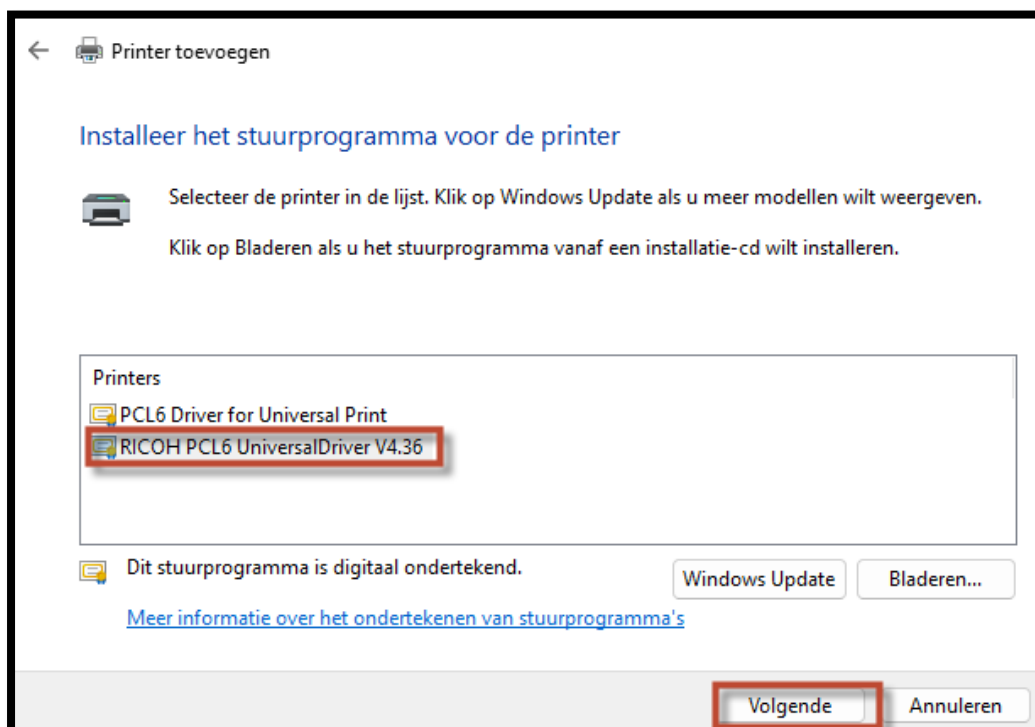 Printer toevoegen
Installeer het stuurprogramma voor de printer
Selecteer de printer in de lijst. Klik op Windows Update als u meer modellen wilt weergeven.
Klik op Bladeren als u het stuurprogramma vanaf een installatie-cd wilt installeren.
Printers
PCL6 Driver for Universal Print
RICOH PCL6 UniversalDriver V4.36
Dit stuurprogramma is digitaal ondertekend.
Windows Update
Bladeren...
Meer informatie over het ondertekenen van stuurprogramma's
Volgende
Annuleren